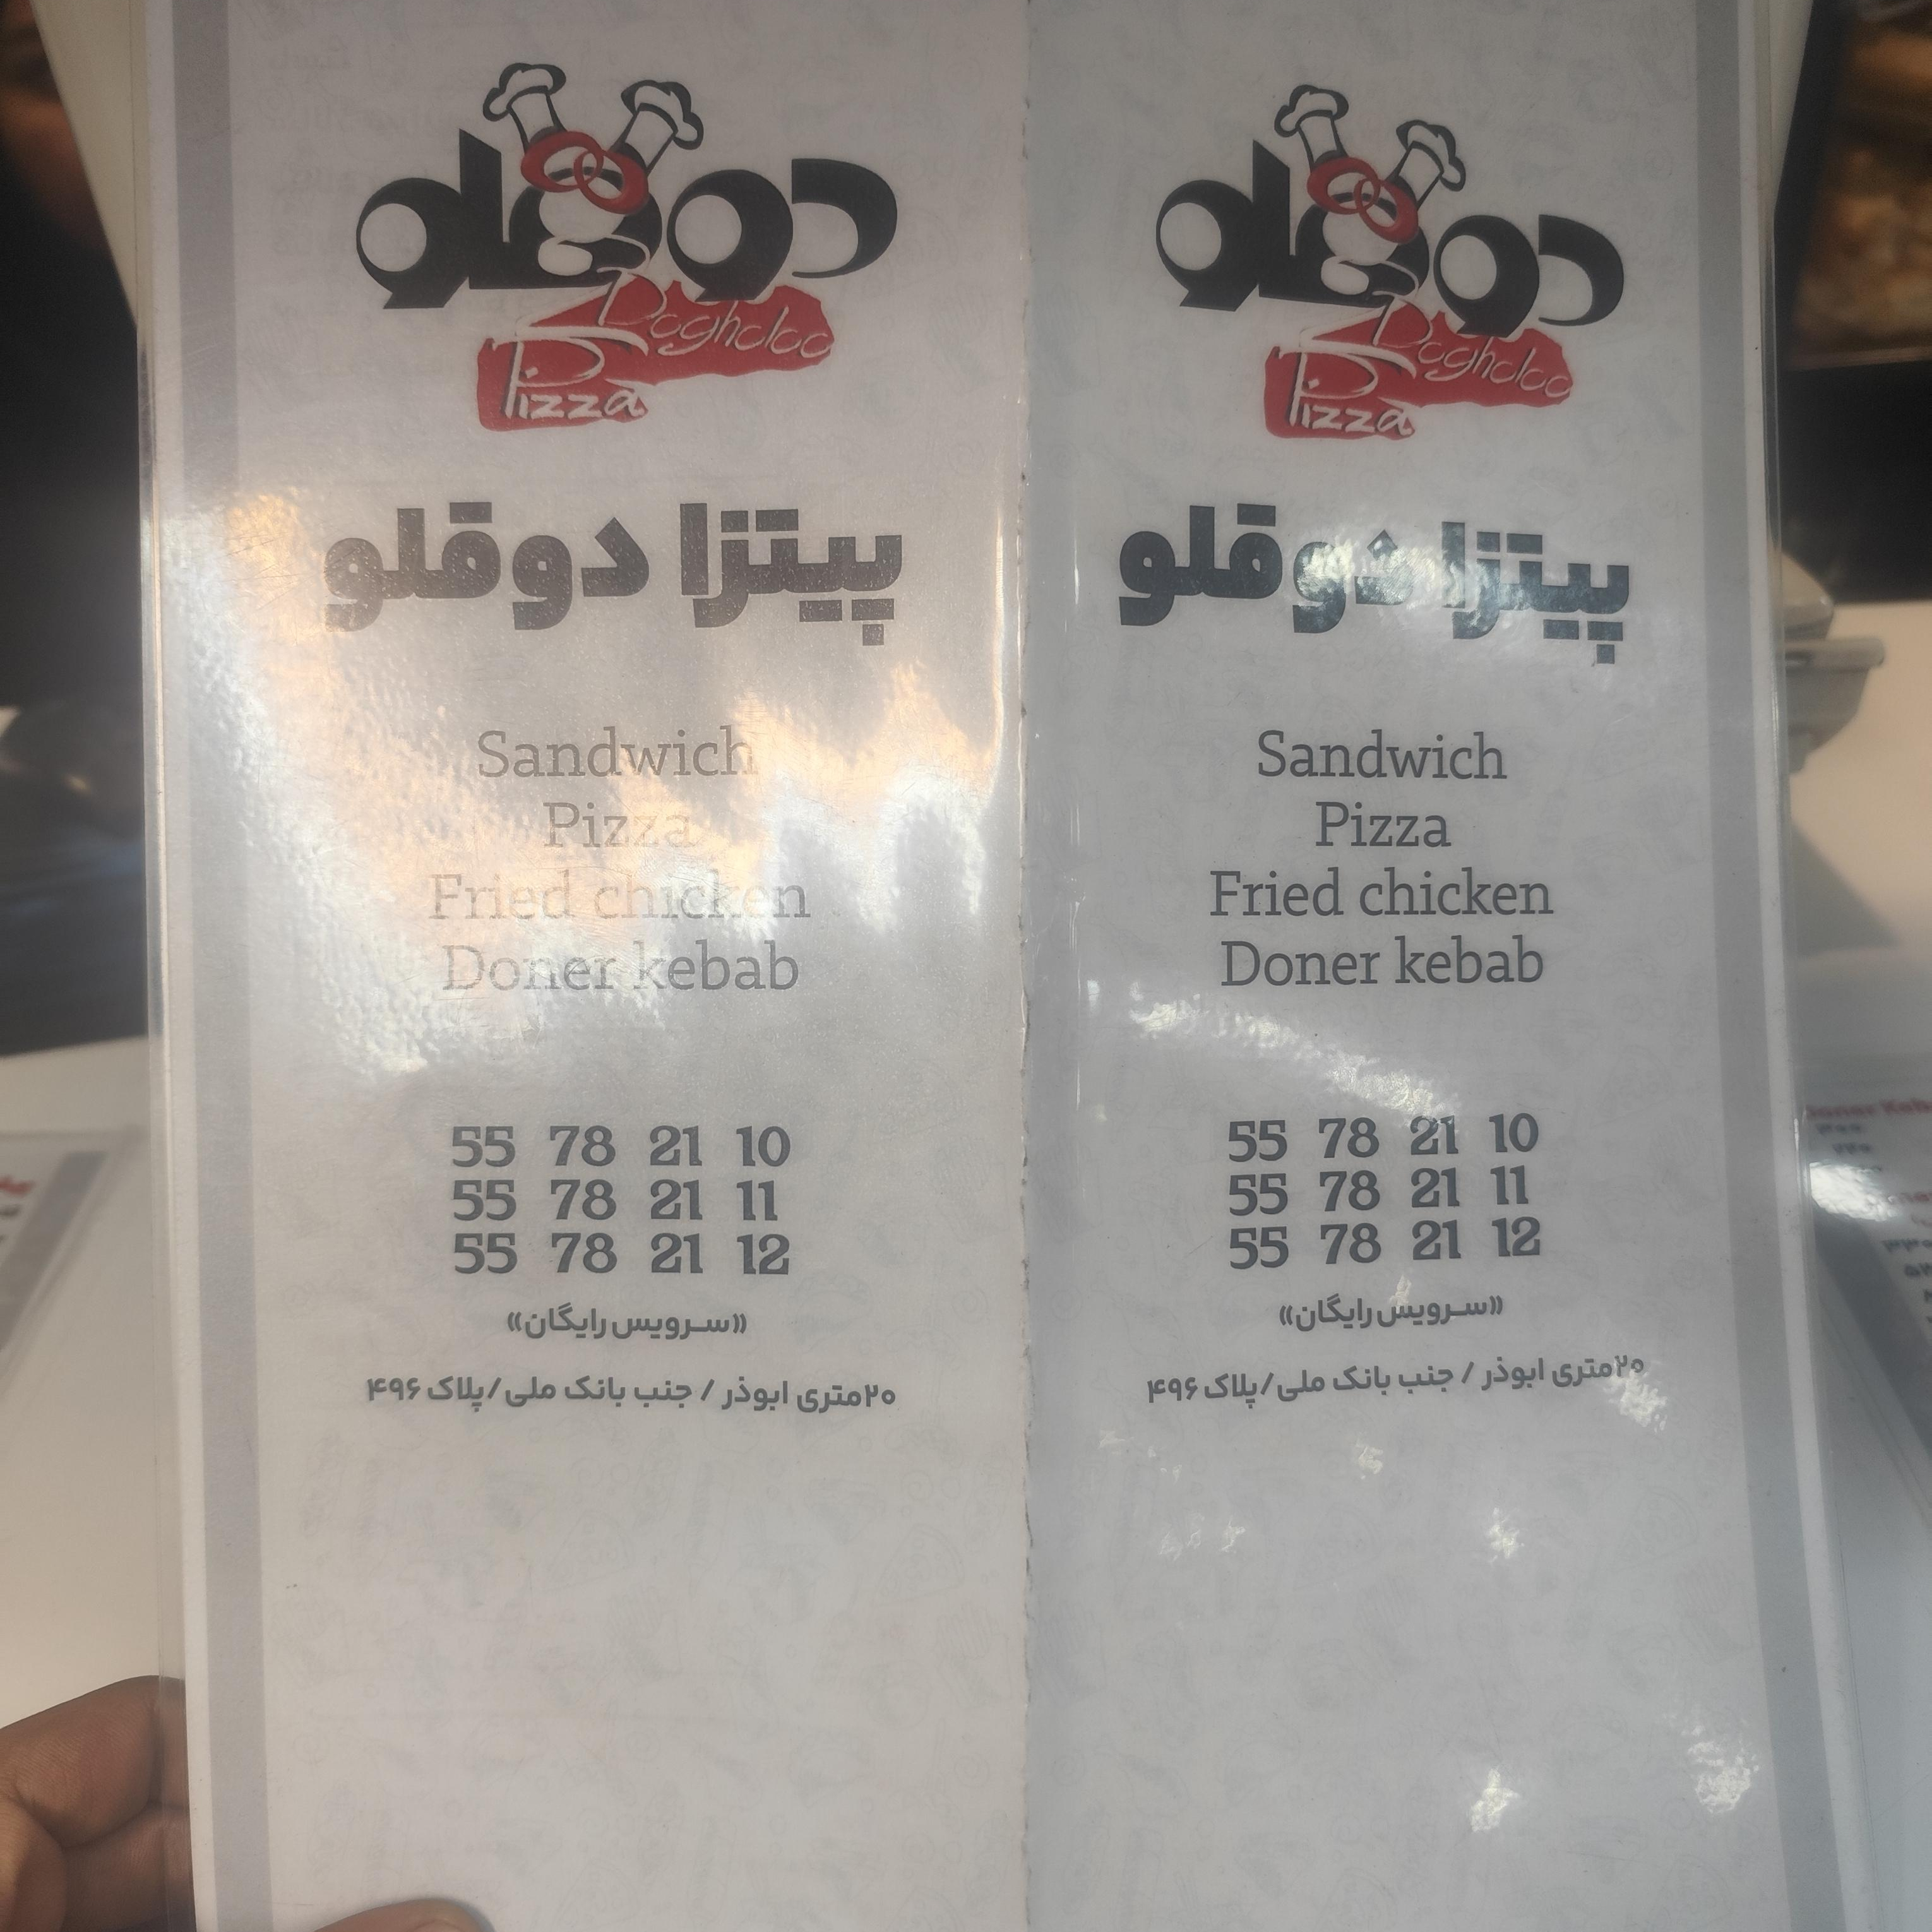 دوقلو
Doghaloo
Pizza
پیتزا دوقلو
Sandwich
Pizza
Fried chicken
Doner kebab
55 78 21 10
55 78 21 11
55 78 21 12
«سرویس رایگان»
۲۰متری ابوذر / جنب بانک ملی/پلاک ۴۹۶
دوقلو
Doghaloo
Pizza
پیتزا دوقلو
Sandwich
Pizza
Fried chicken
Doner kebab
55 78 21 10
55 78 21 11
55 78 21 12
«سرویس رایگان»
۲۰متری ابوذر / جنب بانک ملی/پلاک ۴۹۶